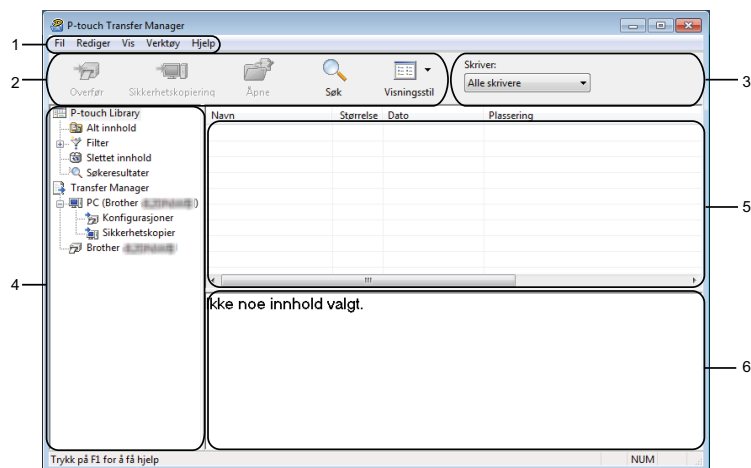 P-touch Transfer Manager
1
Fil Rediger Vis Verktøy Hjelp
2
Overfør Sikkerhetskopiering Åpne Søk Visningsstil
Skriver:
Alle skrivere
3
P-touch Library
Alt innhold
Filter
Slettet innhold
Søkeresultater
Transfer Manager
PC (Brother )
Konfigurasjoner
Sikkerhetskopier
Brother
4
Navn Størrelse Dato Plassering
5
kke noe innhold valgt.
6
Trykk på F1 for å få hjelp
NUM